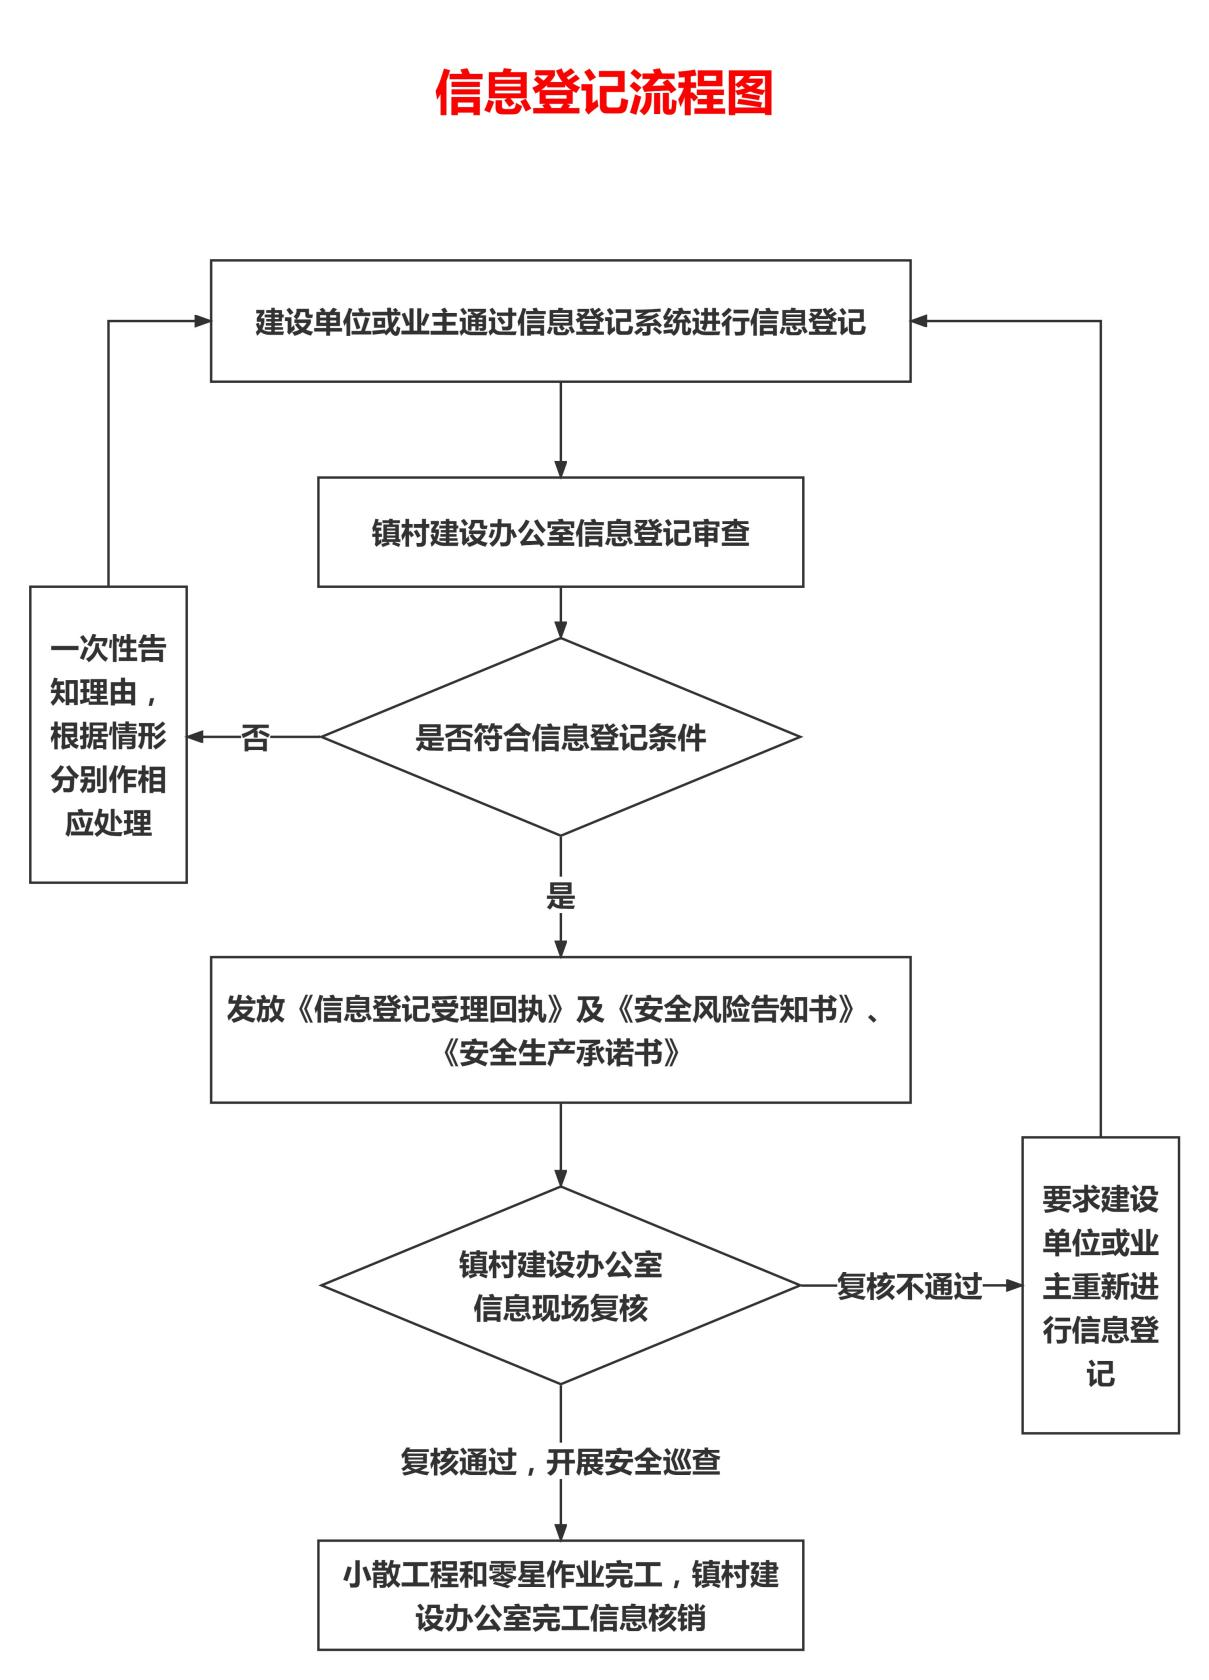 信息登记流程图
建设单位或业主通过信息登记系统进行信息登记
镇村建设办公室信息登记审查
一次性告
知理由，
根据情形
分别作相
应处理
否
是否符合信息登记条件
是
发放《信息登记受理回执》及《安全风险告知书》、
《安全生产承诺书》
镇村建设办公室
信息现场复核
复核不通过
要求建设
单位或业
主重新进
行信息登
记
复核通过，开展安全巡查
小散工程和零星作业完工，镇村建
设办公室完工信息核销